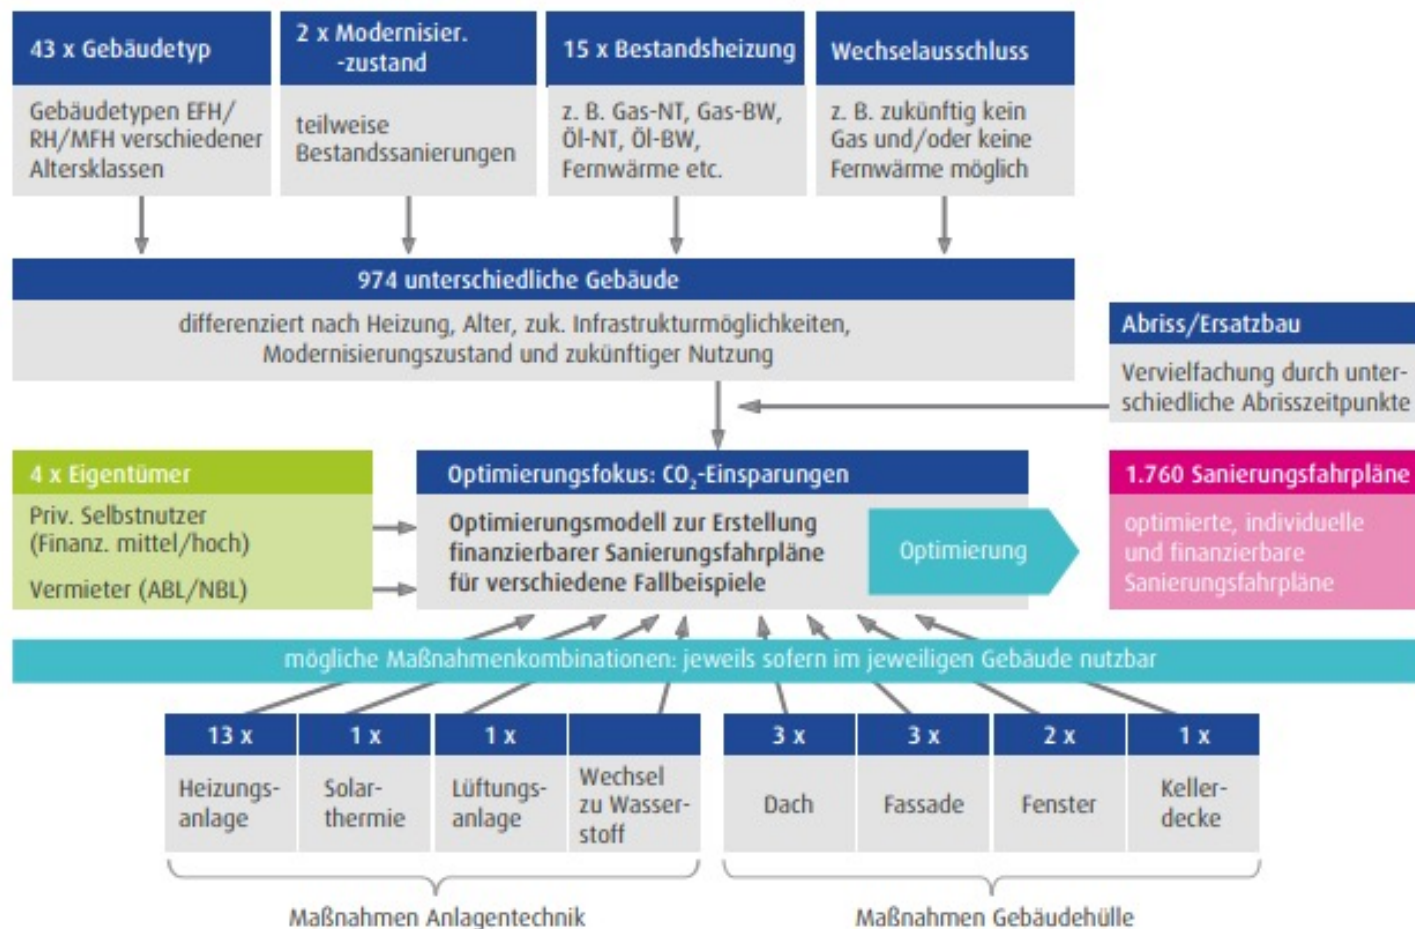 43 x Gebäudetyp
Gebäudetypen EFH/
RH/MFH verschiedener
Altersklassen
2 x Modernisier.
-zustand
teilweise
Bestandssanierungen
15 x Bestandsheizung
z. B. Gas-NT, Gas-BW,
Öl-NT, Öl-BW,
Fernwärme etc.
Wechselausschluss
z. B. zukünftig kein
Gas und/oder keine
Fernwärme möglich
974 unterschiedliche Gebäude
differenziert nach Heizung, Alter, zuk. Infrastrukturmöglichkeiten,
Modernisierungszustand und zukünftiger Nutzung
Abriss/Ersatzbau
Vervielfachung durch unter-
schiedliche Abrisszeitpunkte
4 x Eigentümer
Priv. Selbstnutzer
(Finanz. mittel/hoch)
Vermieter (ABL/NBL)
Optimierungsfokus: CO₂-Einsparungen
Optimierungsmodell zur Erstellung
finanzierbarer Sanierungsfahrpläne
für verschiedene Fallbeispiele
Optimierung
1.760 Sanierungsfahrpläne
optimierte, individuelle
und finanzierbare
Sanierungsfahrpläne
mögliche Maßnahmenkombinationen: jeweils sofern im jeweiligen Gebäude nutzbar
13 x
Heizungs-
anlage
1 x
Solar-
thermie
1 x
Lüftungs-
anlage
Wechsel
zu Wasser-
stoff
3 x
Dach
3 x
Fassade
2 x
Fenster
1 x
Keller-
decke
Maßnahmen Anlagentechnik
Maßnahmen Gebäudehülle